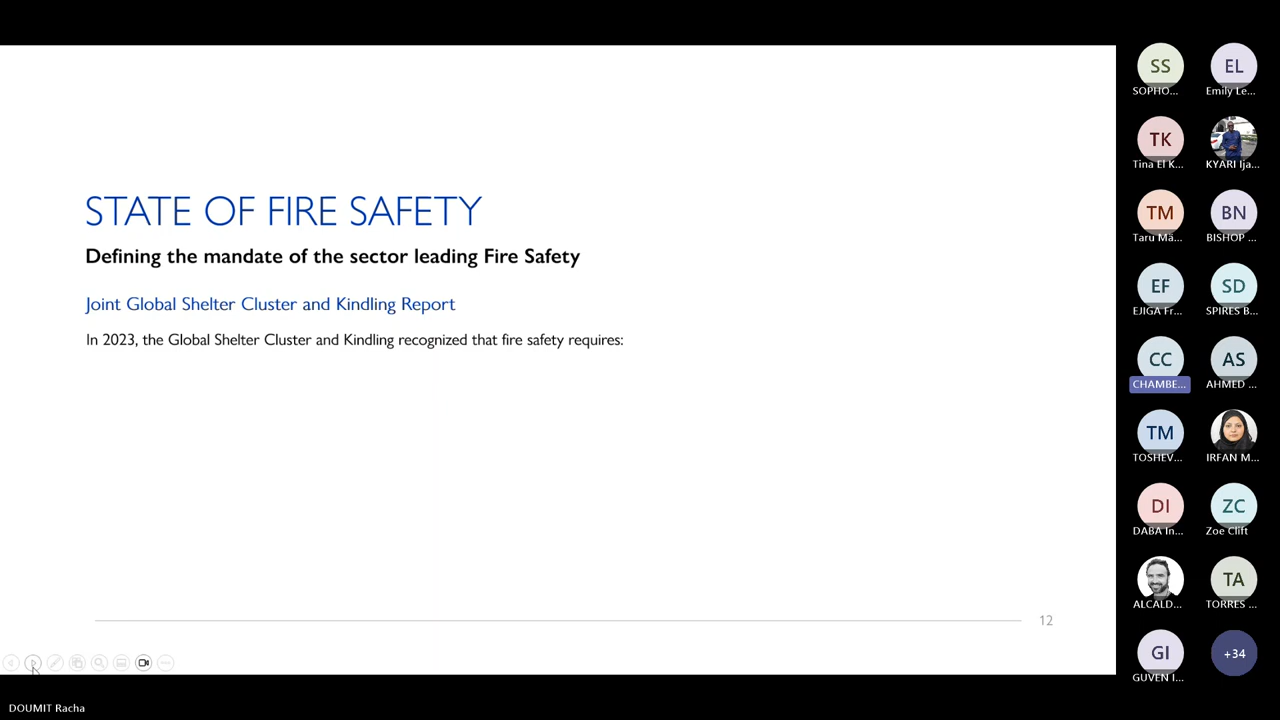 STATE OF FIRE SAFETY
Defining the mandate of the sector leading Fire Safety
Joint Global Shelter Cluster and Kindling Report
In 2023, the Global Shelter Cluster and Kindling recognized that fire safety requires:
12
DOUMIT Racha
SS
SOPHO...
EL
Emily Le...
TK
Tina El K...
KYARI Ija...
TM
Taru Mä...
BN
BISHOP ...
EF
EJIGA Fr...
SD
SPIRES B...
CC
CHAMBE...
AS
AHMED ...
TM
TOSHEV...
IRFAN M...
DI
DABA In...
ZC
Zoe Clift
ALCALD...
TA
TORRES ...
GI
GUVEN I...
+34